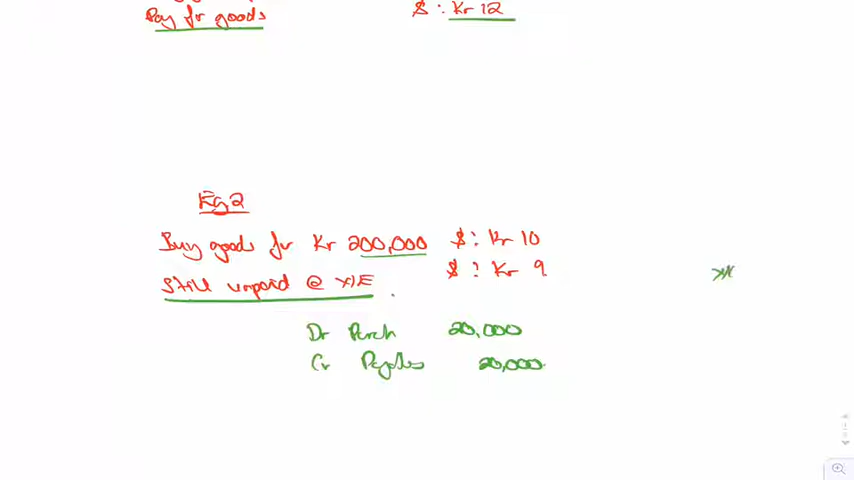 Pay for goods
$ : Kr 12
Eg 2
Buy goods for Kr 200,000 $ : Kr 10
Still unpaid @ Y/E $ : Kr 9
Dr Purch 20,000
Cr Payables 20,000